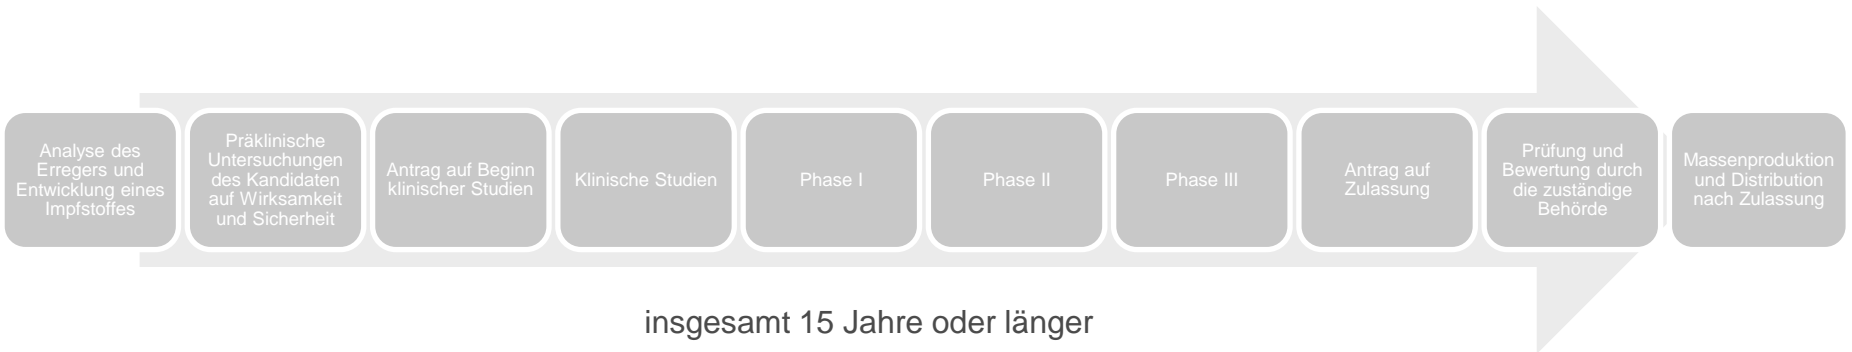 Analyse des
Erregers und
Entwicklung eines
Impfstoffes
Präklinische
Untersuchungen
des Kandidaten
auf Wirksamkeit
und Sicherheit
Antrag auf Beginn
klinischer Studien
Klinische Studien
Phase I
Phase II
Phase III
Antrag auf
Zulassung
Prüfung und
Bewertung durch
die zuständige
Behörde
Massenproduktion
und Distribution
nach Zulassung
insgesamt 15 Jahre oder länger